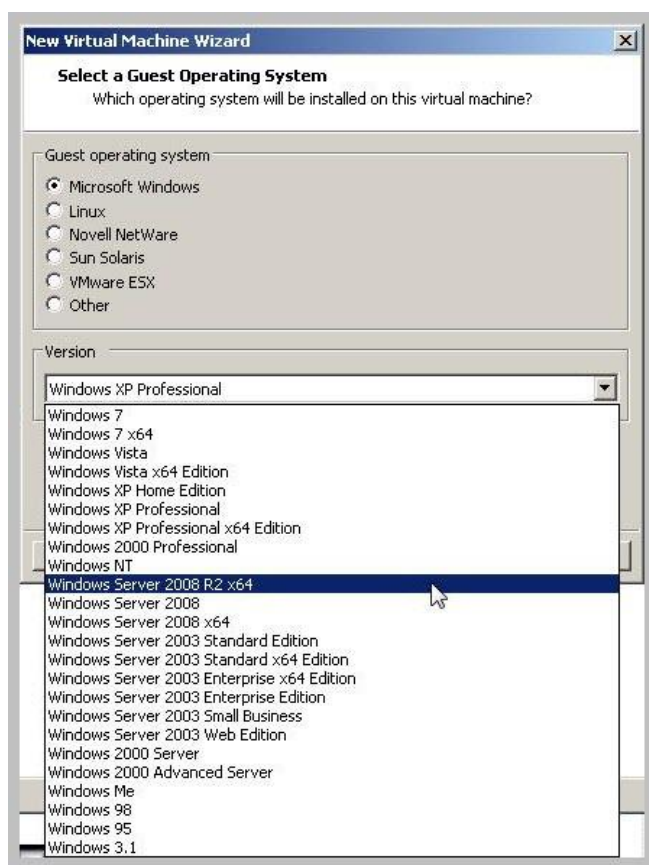 New Virtual Machine Wizard
Select a Guest Operating System
Which operating system will be installed on this virtual machine?
Guest operating system
Microsoft Windows
Linux
Novell NetWare
Sun Solaris
VMware ESX
Other
Version
Windows XP Professional
Windows 7
Windows 7 x64
Windows Vista
Windows Vista x64 Edition
Windows XP Home Edition
Windows XP Professional
Windows XP Professional x64 Edition
Windows 2000 Professional
Windows NT
Windows Server 2008 R2 x64
Windows Server 2008
Windows Server 2008 x64
Windows Server 2003 Standard Edition
Windows Server 2003 Standard x64 Edition
Windows Server 2003 Enterprise x64 Edition
Windows Server 2003 Enterprise Edition
Windows Server 2003 Small Business
Windows Server 2003 Web Edition
Windows 2000 Server
Windows 2000 Advanced Server
Windows Me
Windows 98
Windows 95
Windows 3.1